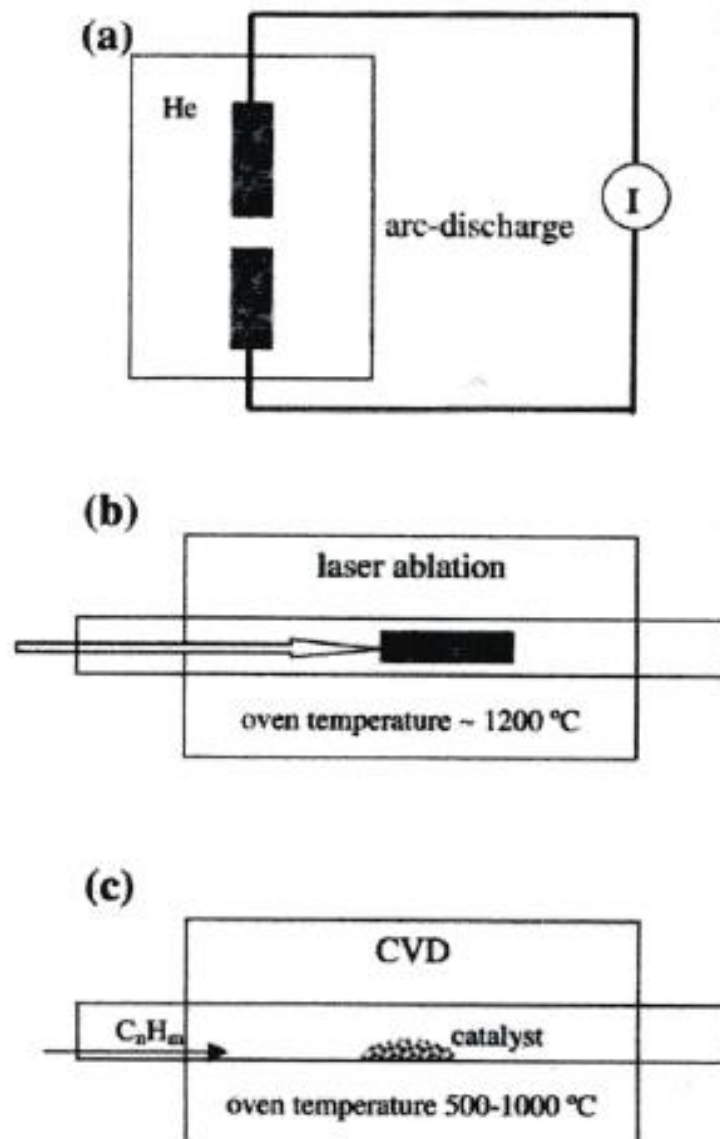 (a)
He
I
arc-discharge
(b)
laser ablation
oven temperature ~ 1200 °C
(c)
CVD
CₙHₘ
catalyst
oven temperature 500-1000 °C